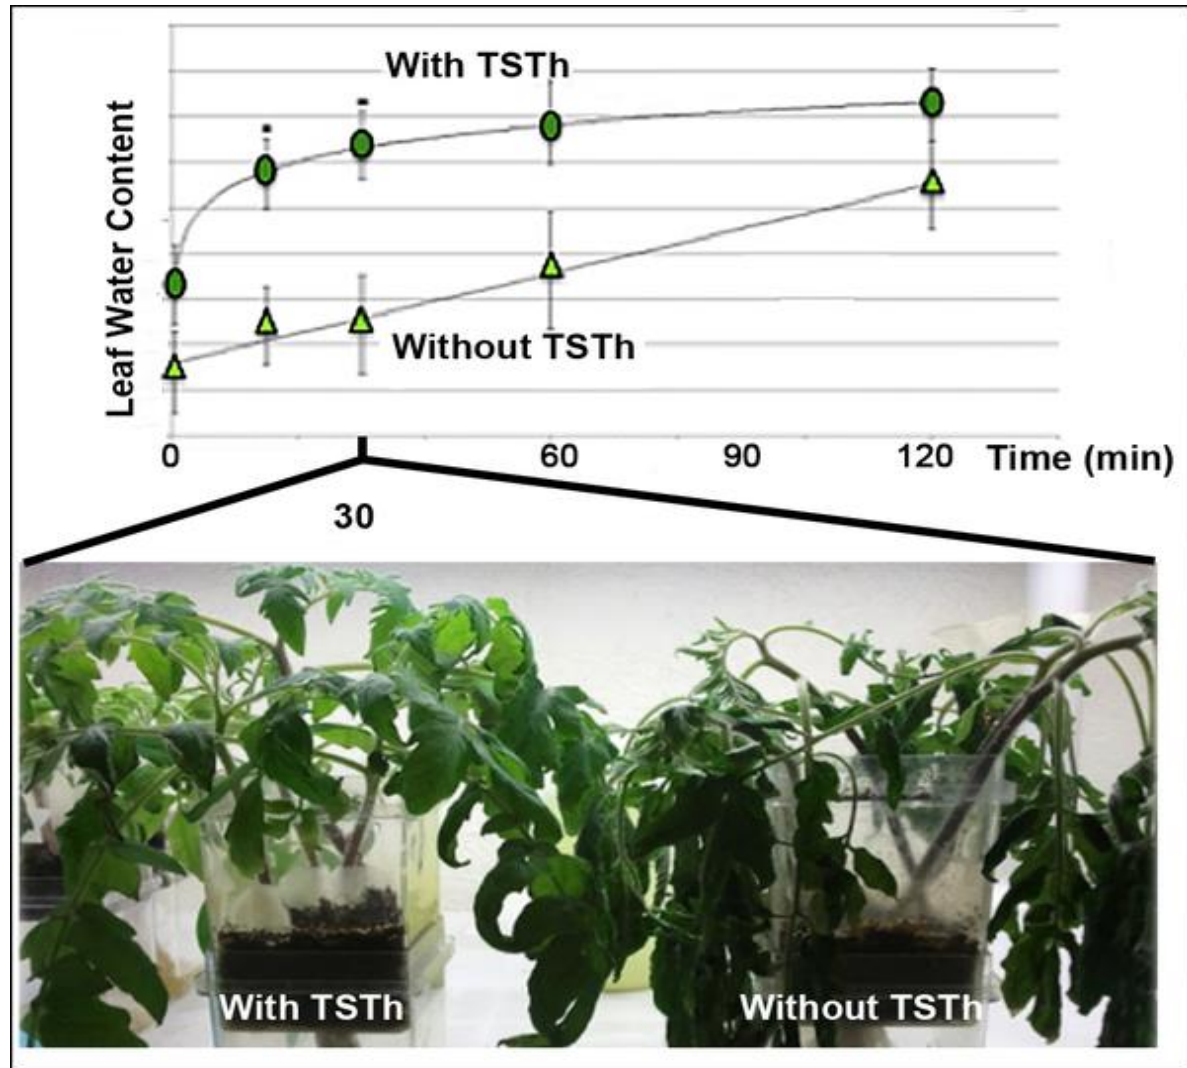 With TSTh
Leaf Water Content
Without TSTh
0
60
90
120
Time (min)
30
With TSTh
Without TSTh